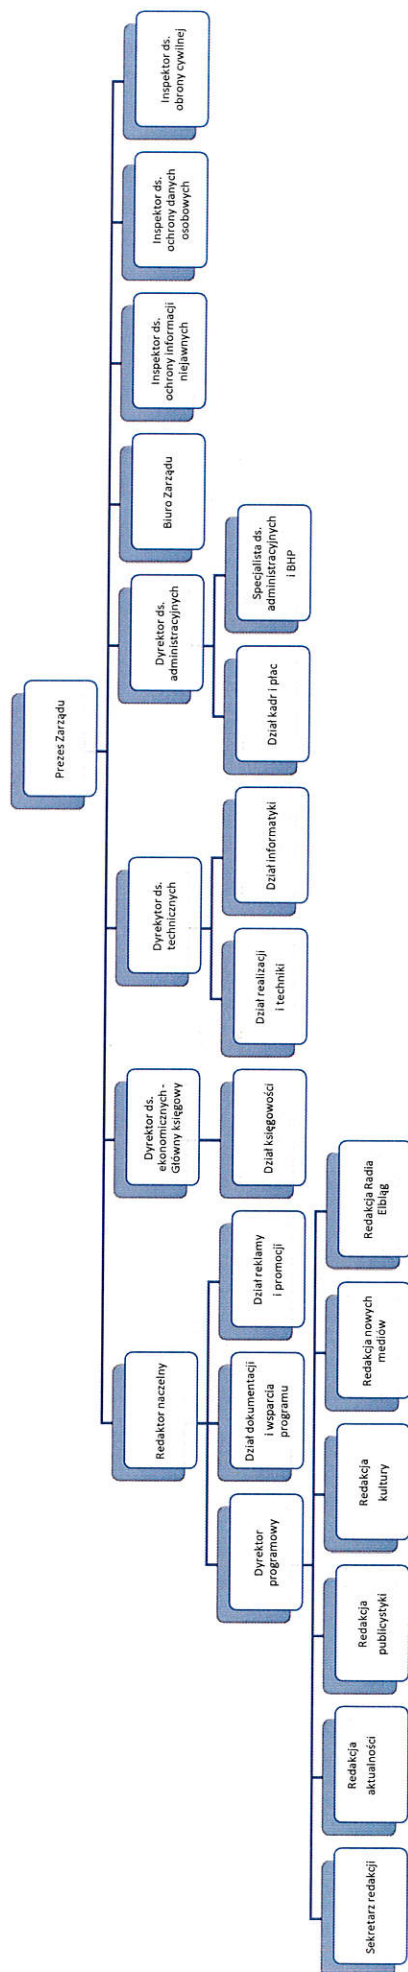 Prezes Zarządu
Redaktor naczelny
Dyrektor ds.
ekonomicznych -
Główny księgowy
Dyrekytor ds.
technicznych
Dyrektor ds.
administracyjnych
Biuro Zarządu
Inspektor ds.
ochrony informacji
niejawnych
Inspektor ds.
ochrony danych
osobowych
Inspektor ds.
obrony cywilnej
Dyrektor
programowy
Dział dokumentacji
i wsparcia
programu
Dział reklamy
i promocji
Dział księgowości
Dział realizacji
i techniki
Dział informatyki
Dział kadr i płac
Specjalista ds.
administracyjnych
i BHP
Sekretarz redakcji
Redakcja
aktualności
Redakcja
publicystyki
Redakcja
kultury
Redakcja nowych
mediów
Redakcja Radia
Elbląg